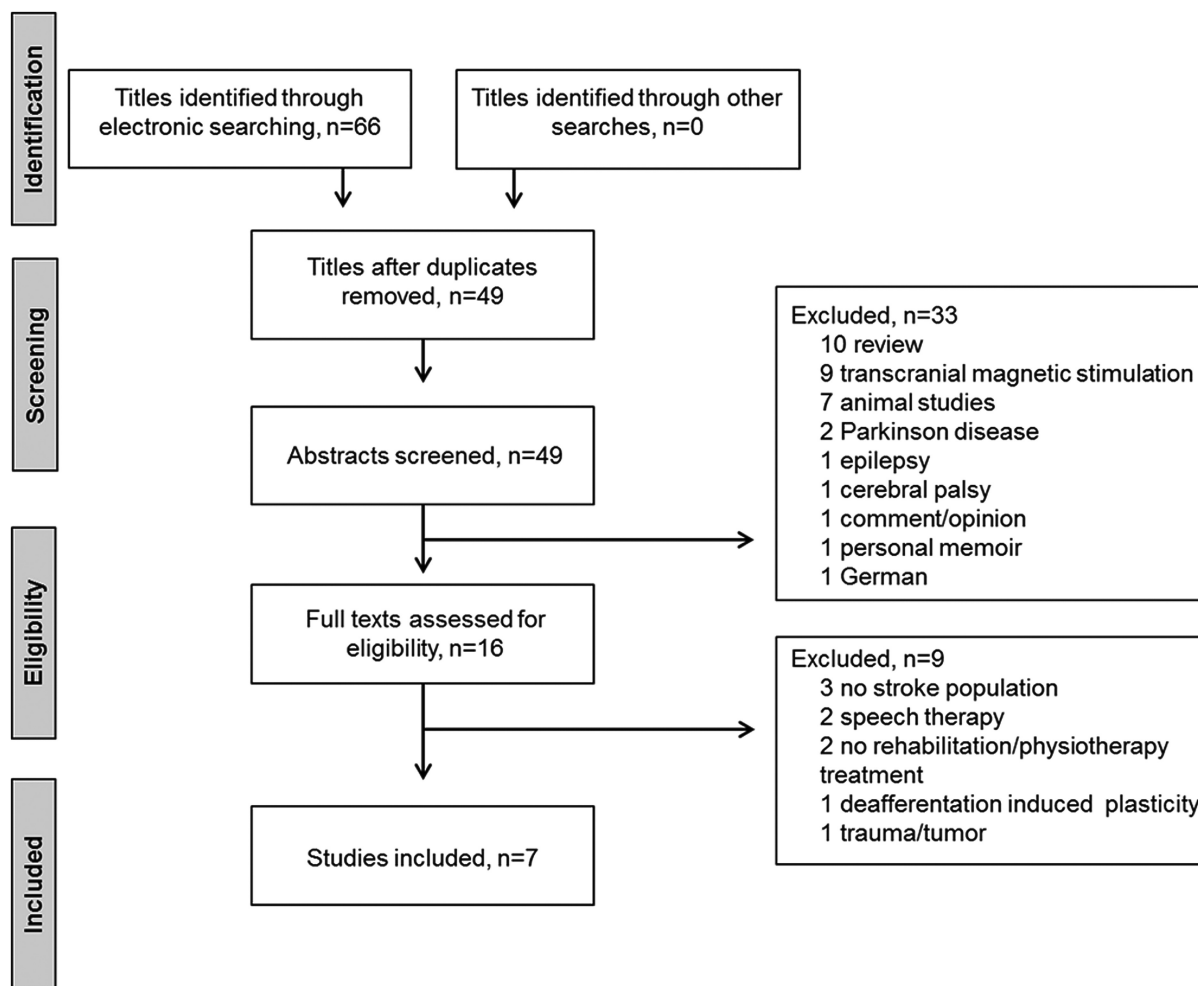 Identification
Titles identified through
electronic searching, n=66
Titles identified through other
searches, n=0
Screening
Titles after duplicates
removed, n=49
Abstracts screened, n=49
Excluded, n=33
10 review
9 transcranial magnetic stimulation
7 animal studies
2 Parkinson disease
1 epilepsy
1 cerebral palsy
1 comment/opinion
1 personal memoir
1 German
Eligibility
Full texts assessed for
eligibility, n=16
Excluded, n=9
3 no stroke population
2 speech therapy
2 no rehabilitation/physiotherapy
treatment
1 deafferentation induced plasticity
1 trauma/tumor
Included
Studies included, n=7